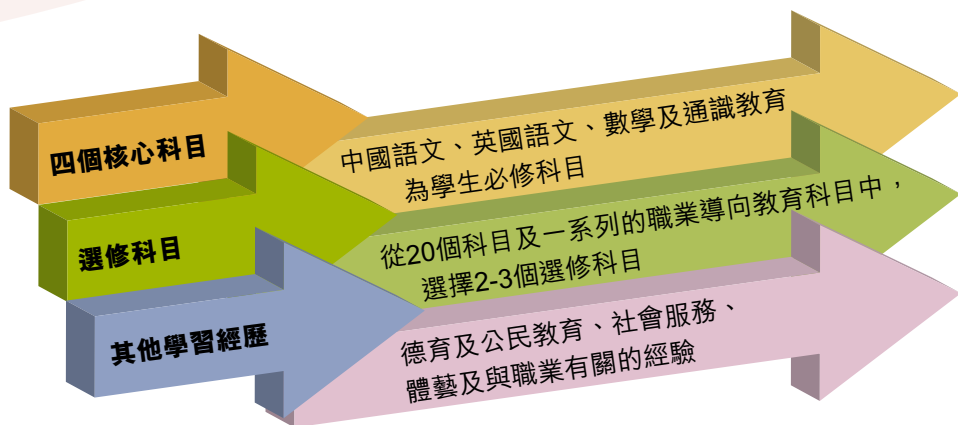 四個核心科目
中國語文、英國語文、數學及通識教育
為學生必修科目
選修科目
從20個科目及一系列的職業導向教育科目中，
選擇2-3個選修科目
其他學習經歷
德育及公民教育、社會服務、
體藝及與職業有關的經驗